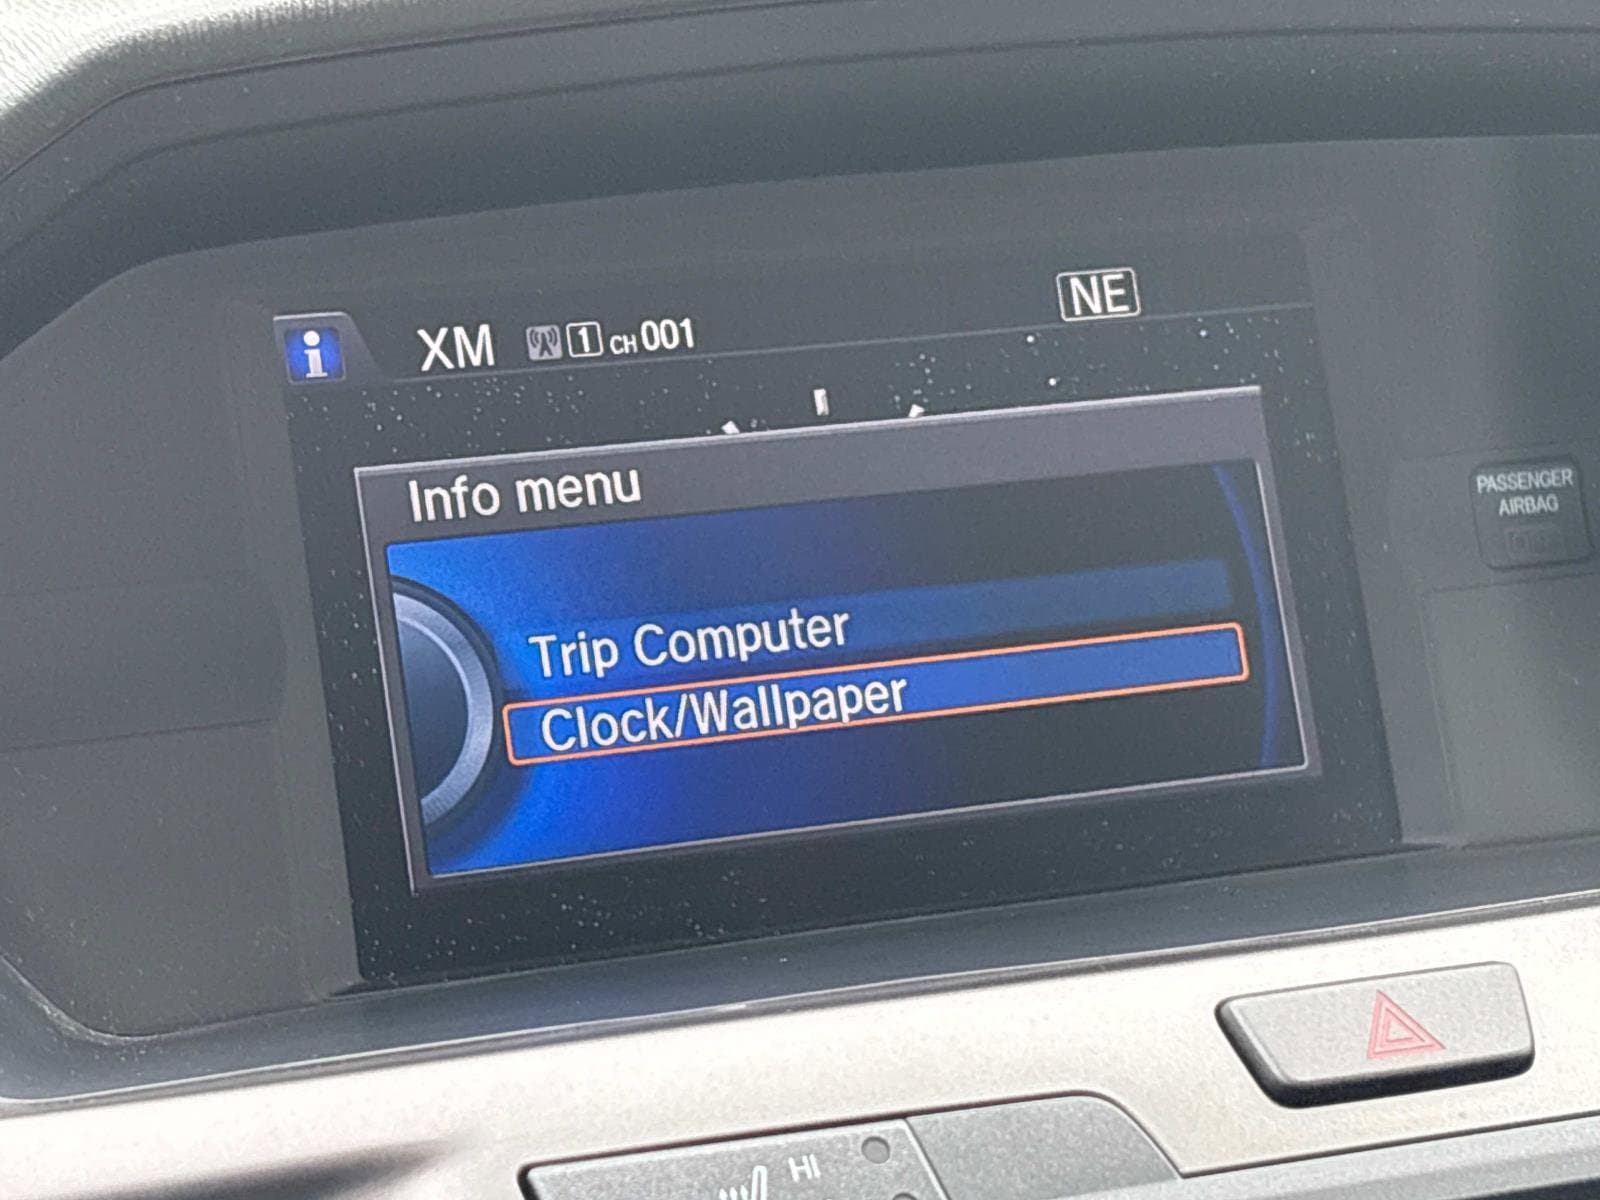 i
XM 1 CH 001
NE
Info menu
Trip Computer
Clock/Wallpaper
PASSENGER
AIRBAG
HI